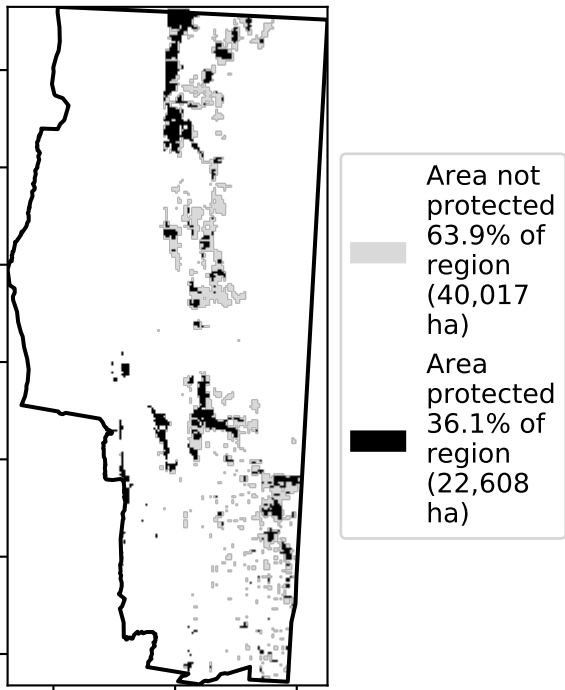 Area not
protected
63.9% of
region
(40,017
ha)
Area
protected
36.1% of
region
(22,608
ha)